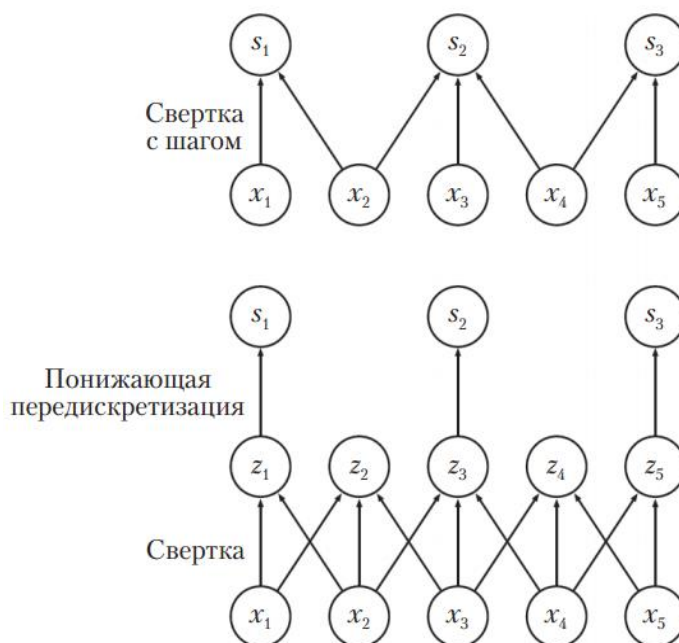 s₁ s₂ s₃
Свертка
с шагом
x₁ x₂ x₃ x₄ x₅
s₁ s₂ s₃
Понижающая
передискретизация
z₁ z₂ z₃ z₄ z₅
Свертка
x₁ x₂ x₃ x₄ x₅